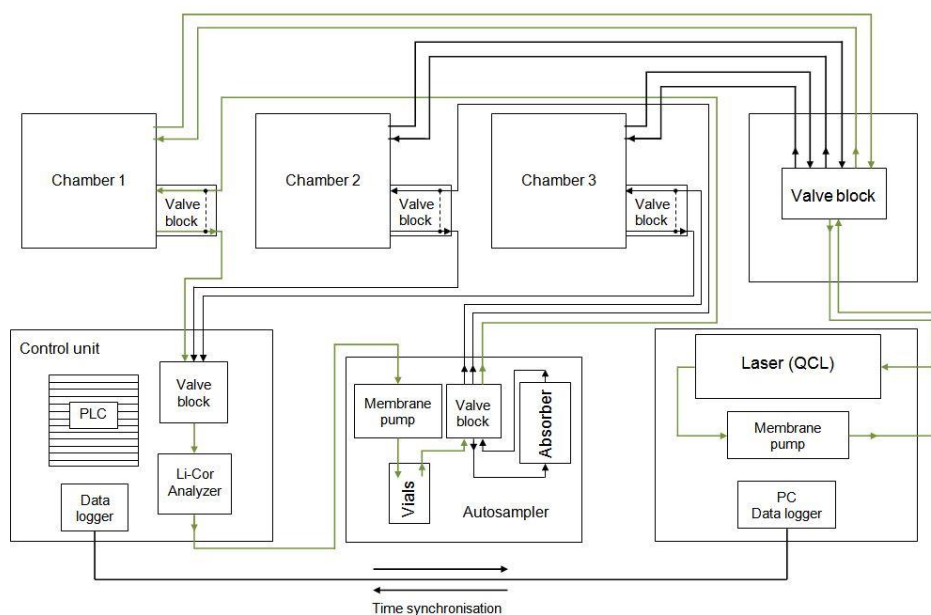 Chamber 1
Valve
block
Chamber 2
Valve
block
Chamber 3
Valve
block
Valve block
Control unit
PLC
Valve
block
Li-Cor
Analyzer
Data
logger
Membrane
pump
Valve
block
Absorber
Vials
Autosampler
Laser (QCL)
Membrane
pump
PC
Data logger
Time synchronisation